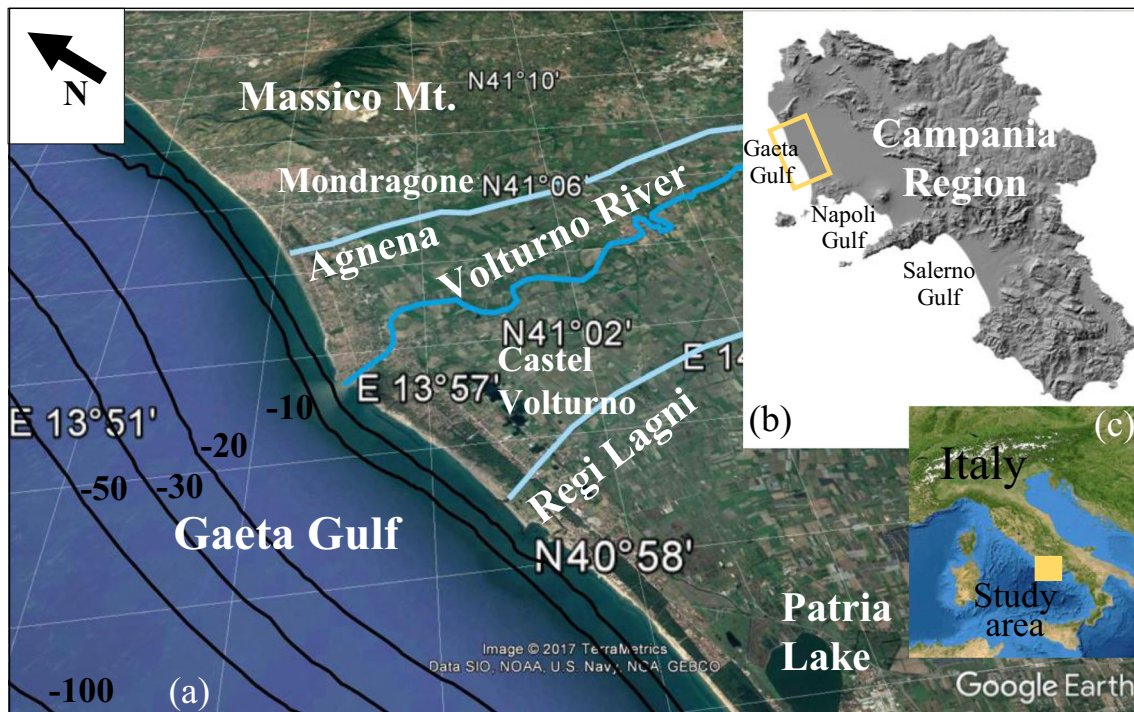 N
Massico Mt.
N41°10'
Mondragone
N41°06'
Agnena
Volturno River
N41°02'
Castel
Volturno
E 13°57'
E 14
E 13°51'
-10
-20
-30
-50
-100
Regi Lagni
Gaeta Gulf
N40°58'
Patria
Lake
Image © 2017 TerraMetrics
Data SIO, NOAA, U.S. Navy, NGA, GEBCO
Google Earth
(a)
Campania
Region
Gaeta
Gulf
Napoli
Gulf
Salerno
Gulf
(b)
(c)
Italy
Study
area